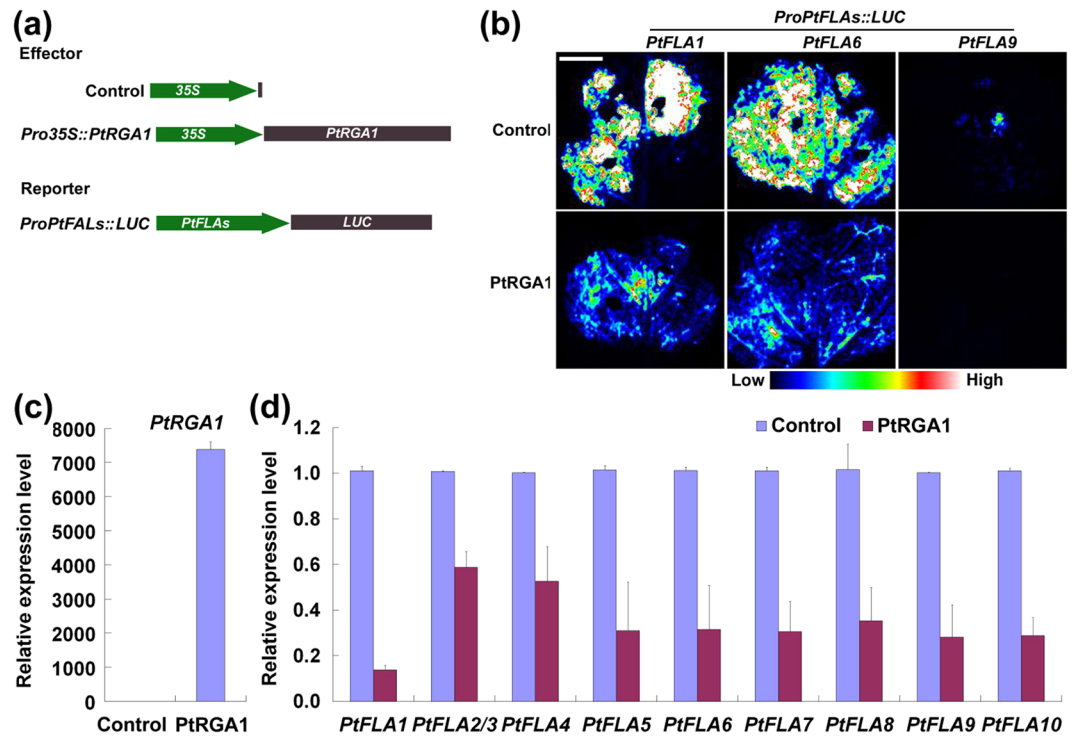 (a)
Effector
Control 35S
Pro35S::PtRGA1 35S PtRGA1
Reporter
ProPtFALs::LUC PtFLAs LUC
(b)
ProPtFLAs::LUC
PtFLA1 PtFLA6 PtFLA9
Control
PtRGA1
Low High
(c)
PtRGA1
Relative expression level
8000
7000
6000
5000
4000
3000
2000
1000
0
Control PtRGA1
(d)
Control PtRGA1
Relative expression level
1.2
1.0
0.8
0.6
0.4
0.2
0.0
PtFLA1 PtFLA2/3 PtFLA4 PtFLA5 PtFLA6 PtFLA7 PtFLA8 PtFLA9 PtFLA10